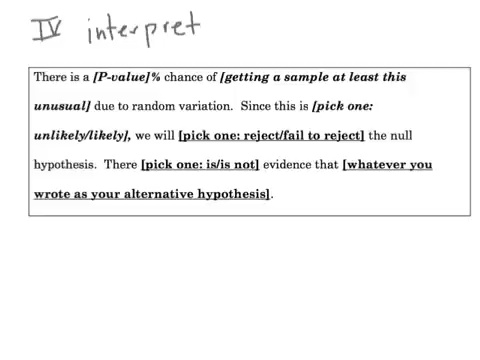 IV interpret
There is a [P-value]% chance of [getting a sample at least this
unusual] due to random variation. Since this is [pick one:
unlikely/likely], we will [pick one: reject/fail to reject] the null
hypothesis. There [pick one: is/is not] evidence that [whatever you
wrote as your alternative hypothesis].